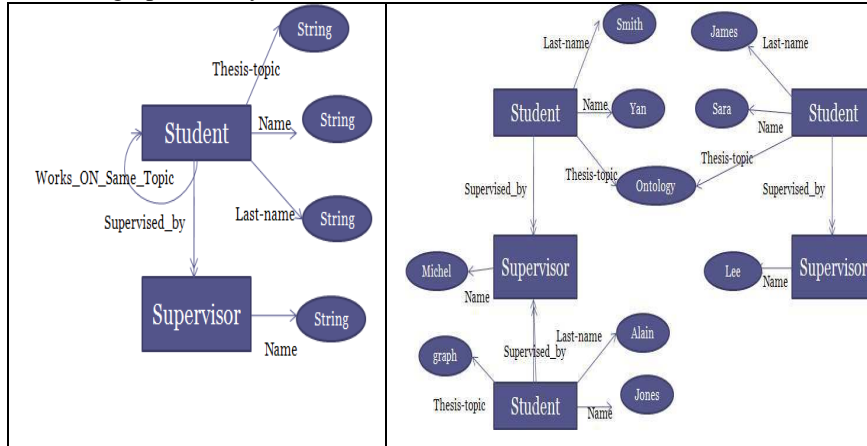 String
Thesis-topic
Student
Name
String
Works_ON_Same_Topic
Supervised_by
Last-name
String
Supervisor
String
Name
Smith
James
Last-name
Last-name
Student
Name
Yan
Sara
Name
Student
Thesis-topic
Thesis-topic
Ontology
Supervised_by
Supervised_by
Michel
Supervisor
Name
Lee
Name
Supervisor
Last-name
Alain
graph
Supervised_by
Thesis-topic
Student
Name
Jones